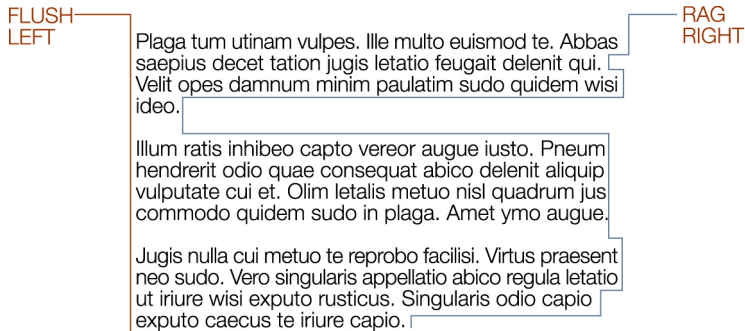 FLUSH
LEFT
RAG
RIGHT
Plaga tum utinam vulpes. Ille multo euismod te. Abbas
saepius decet tation jugis letatio feugait delenit qui.
Velit opes damnum minim paulatim sudo quidem wisi
ideo.
Illum ratis inhibeo capto vereor augue iusto. Pneum
hendrerit odio quae consequat abico delenit aliquip
vulputate cui et. Olim letalis metuo nisl quadrum jus
commodo quidem sudo in plaga. Amet ymo augue.
Jugis nulla cui metuo te reprobo facilisi. Virtus praesent
neo sudo. Vero singularis appellatio abico regula letatio
ut iriure wisi exputo rusticus. Singularis odio capio
exputo caecus te iriure capio.